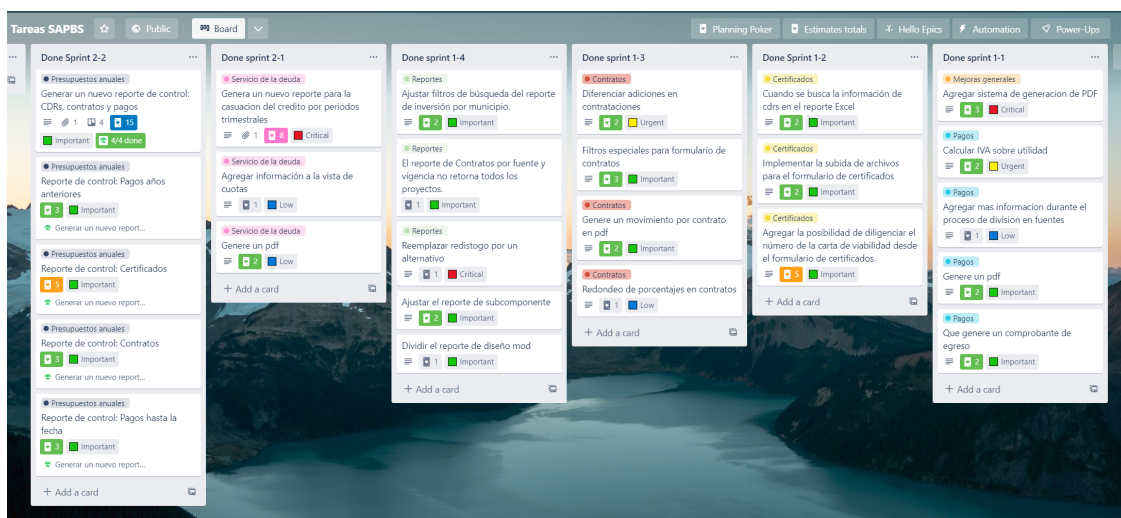 Tareas SAPBS
Public
Board
Planning Poker
Estimates totals
Hello Epics
Automation
Power-Ups
Done Sprint 2-2
Presupuestos anuales
Generar un nuevo reporte de control:
CDRs, contratos y pagos
1 4 15
Important 4/4 done
Presupuestos anuales
Reporte de control: Pagos años
anteriores
3 Important
Generar un nuevo report...
Presupuestos anuales
Reporte de control: Certificados
5 Important
Generar un nuevo report...
Presupuestos anuales
Reporte de control: Contratos
3 Important
Generar un nuevo report...
Presupuestos anuales
Reporte de control: Pagos hasta la
fecha
3 Important
Generar un nuevo report...
+ Add a card
Done sprint 2-1
Servicio de la deuda
Genera un nuevo reporte para la
casuacion del credito por periodos
trimestrales
1 8 Critical
Servicio de la deuda
Agregar información a la vista de
cuotas
1 Low
Servicio de la deuda
Genere un pdf
2 Low
+ Add a card
Done sprint 1-4
Reportes
Ajustar filtros de búsqueda del reporte
de inversión por municipio.
2 Important
Reportes
El reporte de Contratos por fuente y
vigencia no retorna todos los
proyectos.
1 Important
Reportes
Reemplazar redistogo por un
alternativo
1 Critical
Ajustar el reporte de subcomponente
2 Important
Dividir el reporte de diseño mod
1 Important
+ Add a card
Done sprint 1-3
Contratos
Diferenciar adiciones en
contrataciones
2 Urgent
Filtros especiales para formulario de
contratos
3 Important
Contratos
Genere un movimiento por contrato
en pdf
2 Important
Contratos
Redondeo de porcentajes en contratos
1 Low
+ Add a card
Done Sprint 1-2
Certificados
Cuando se busca la información de
cdrs en el reporte Excel
2 Important
Certificados
Implementar la subida de archivos
para el formulario de certificados
2 Important
Certificados
Agregar la posibilidad de diligenciar el
número de la carta de viabilidad desde
el formulario de certificados.
5 Important
+ Add a card
Done sprint 1-1
Mejoras generales
Agregar sistema de generacion de PDF
3 Critical
Pagos
Calcular IVA sobre utilidad
2 Urgent
Pagos
Agregar mas informacion durante el
proceso de division en fuentes
1 Low
Pagos
Genere un pdf
2 Important
Pagos
Que genere un comprobante de
egreso
2 Important
+ Add a card